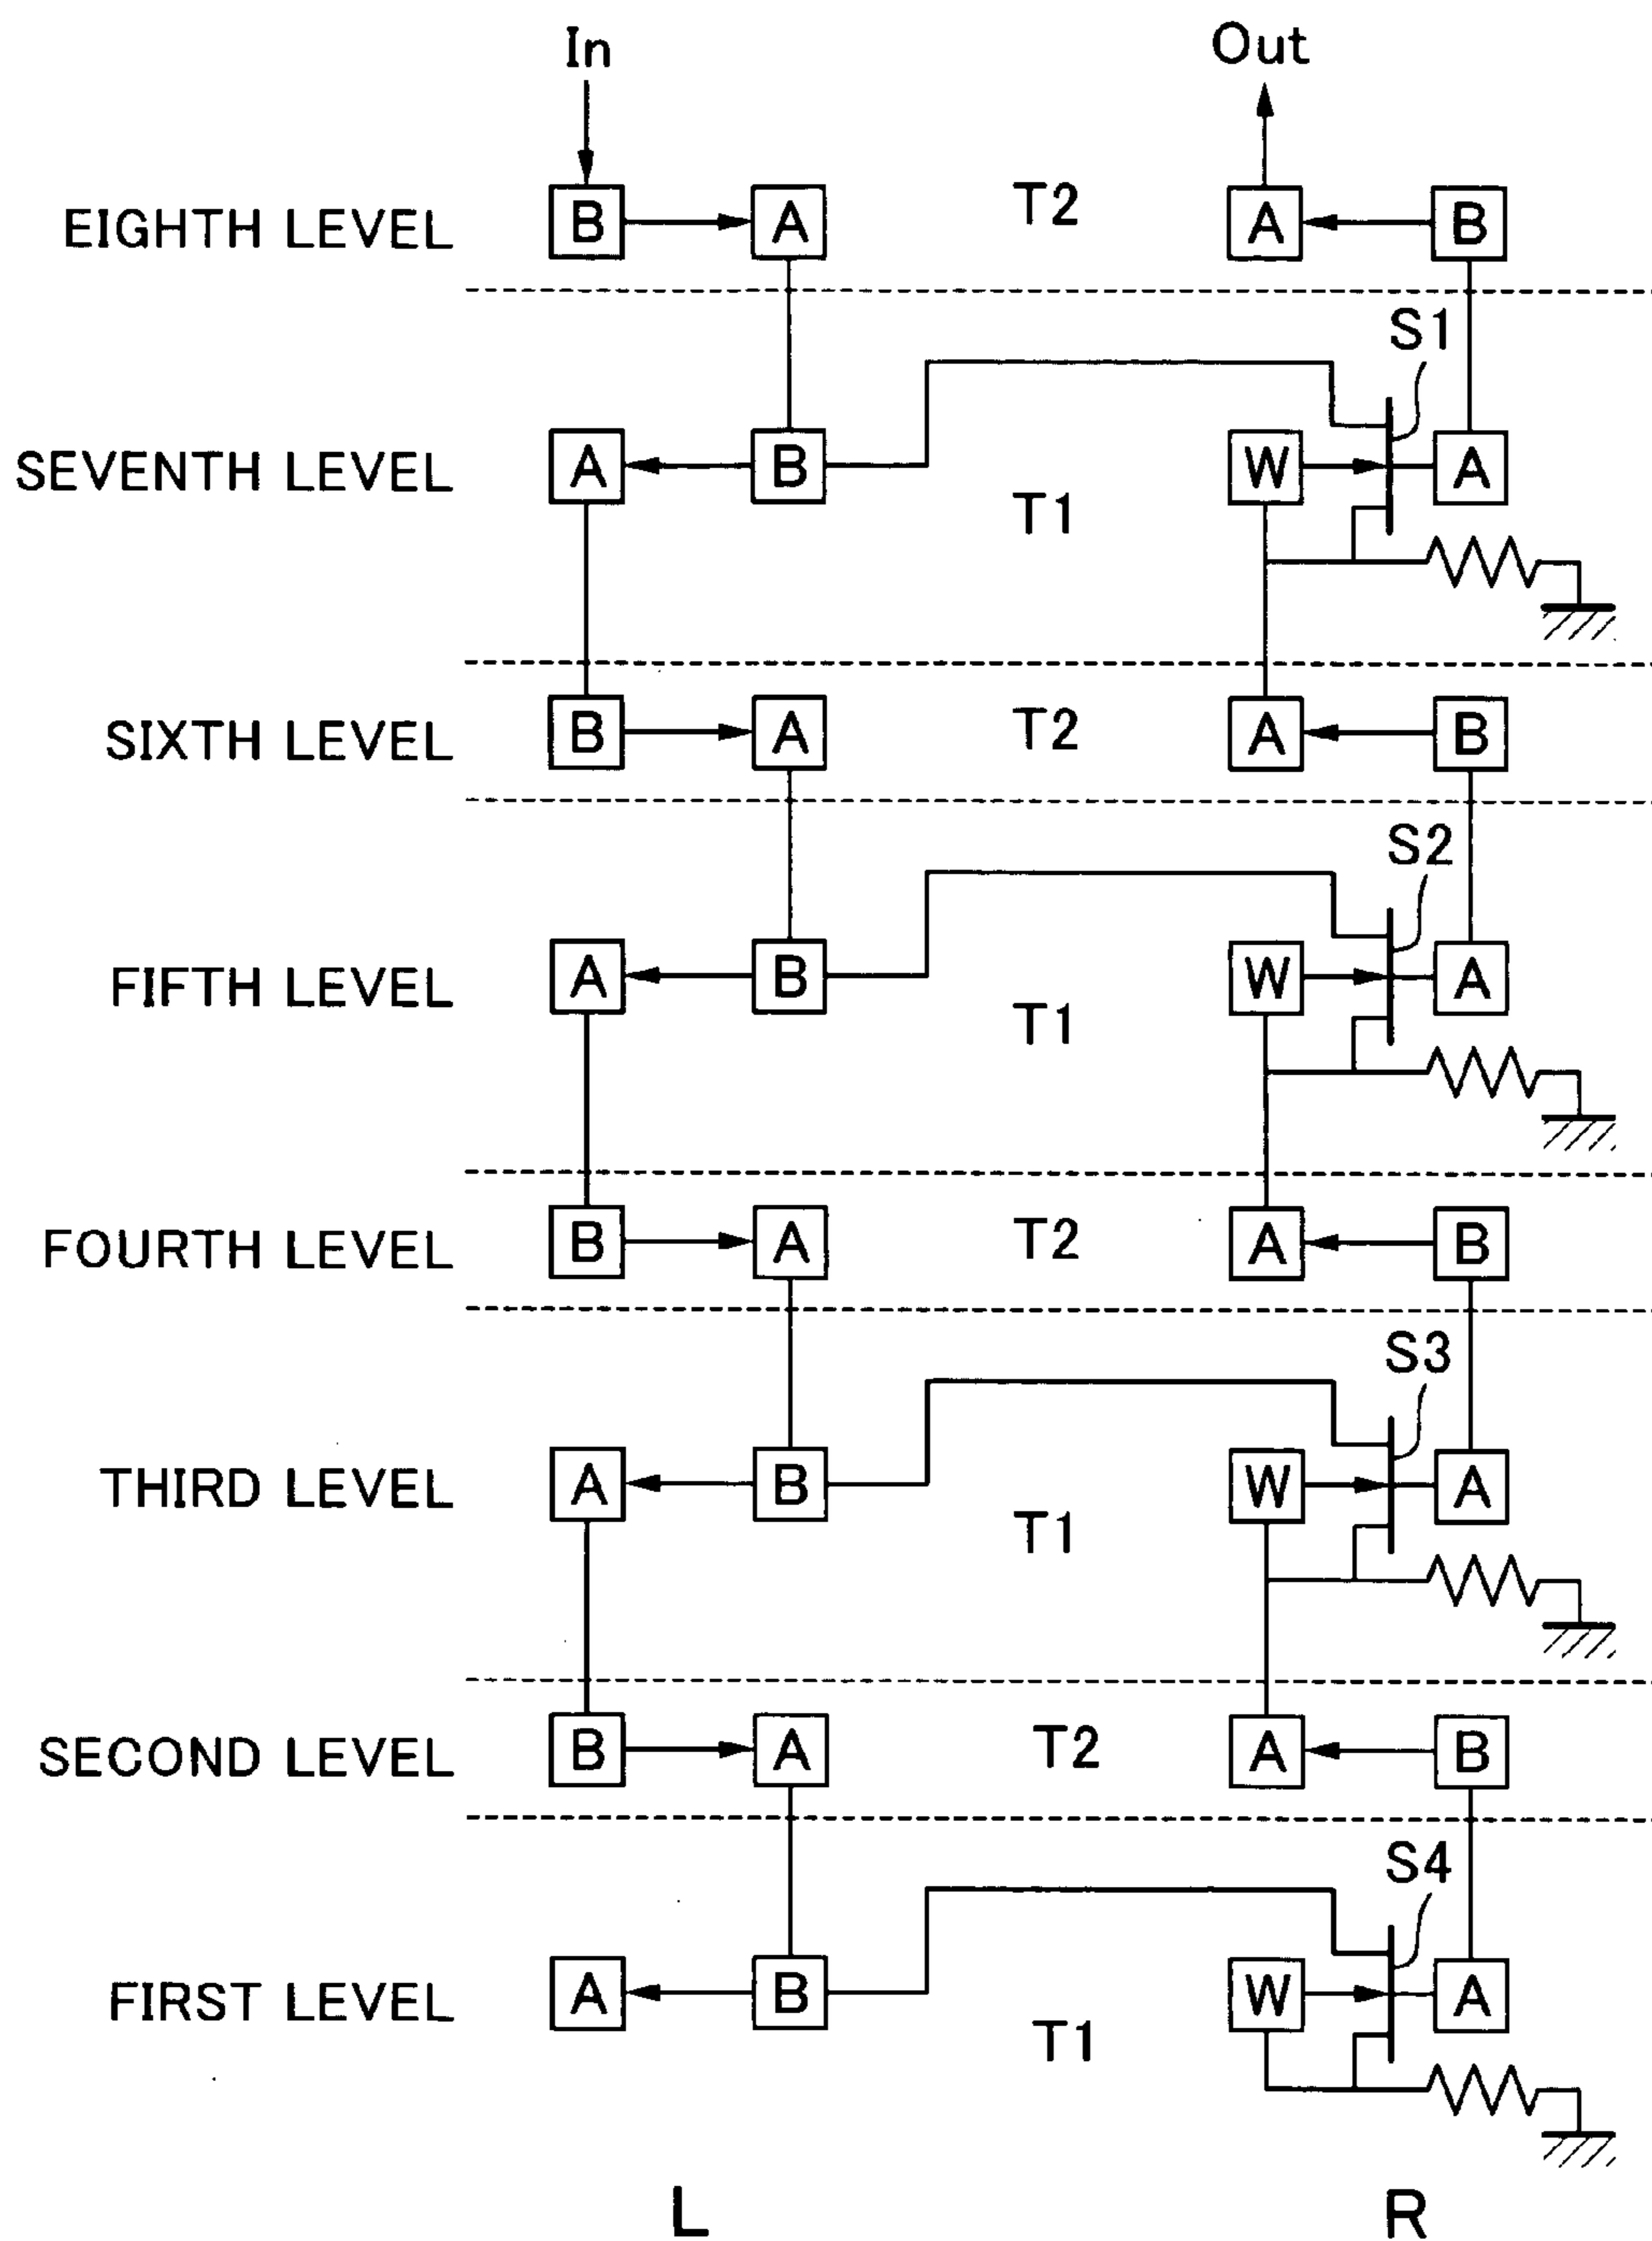 In Out
EIGHTH LEVEL B A T2 A B
S1
SEVENTH LEVEL A B W A
T1
SIXTH LEVEL B A T2 A B
S2
FIFTH LEVEL A B W A
T1
FOURTH LEVEL B A T2 A B
S3
THIRD LEVEL A B W A
T1
SECOND LEVEL B A T2 A B
S4
FIRST LEVEL A B W A
T1
L R